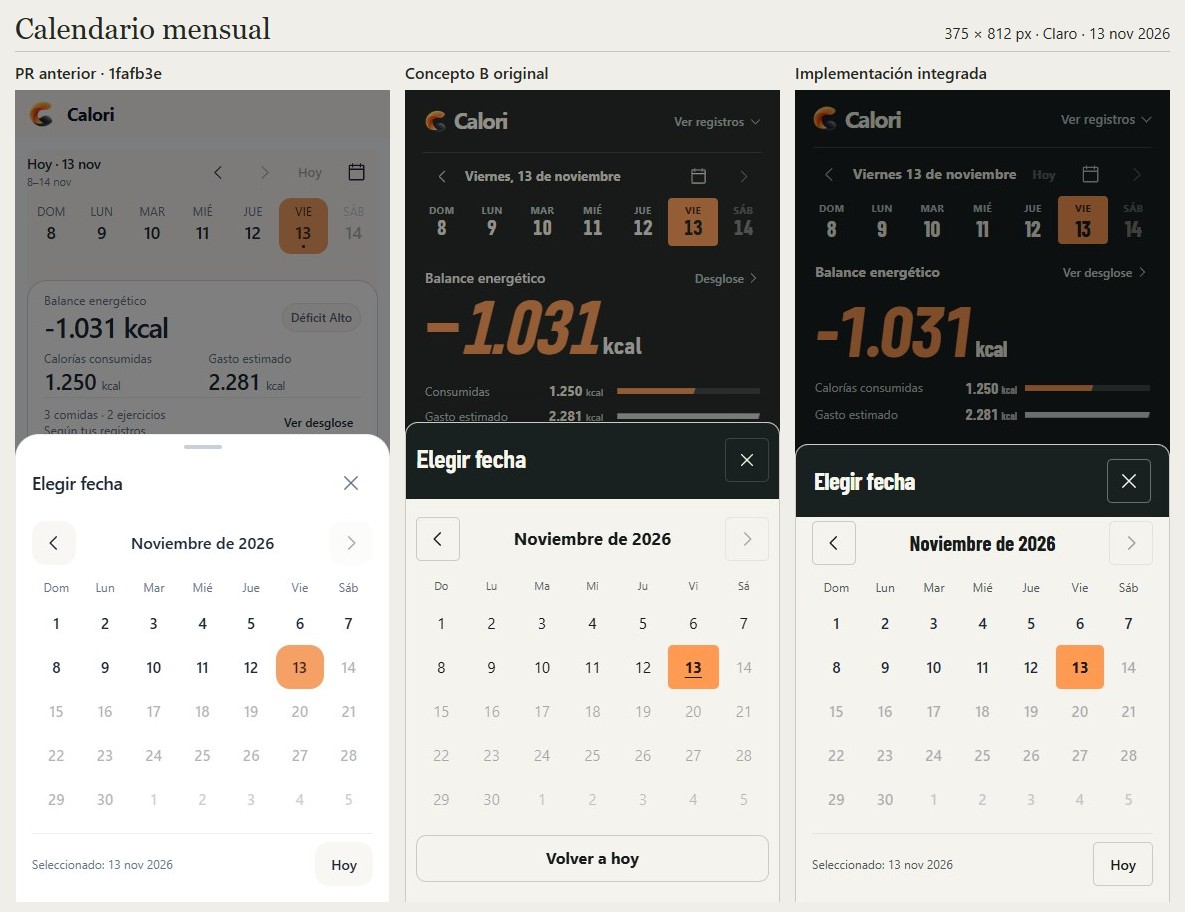 Calendario mensual
375 × 812 px · Claro · 13 nov 2026
PR anterior · 1fafb3e
Calori
Hoy · 13 nov
8–14 nov
Hoy
DOM LUN MAR MIÉ JUE VIE SÁB
8 9 10 11 12 13 14
Balance energético
-1.031 kcal
Déficit Alto
Calorías consumidas Gasto estimado
1.250 kcal 2.281 kcal
3 comidas · 2 ejercicios
Según tus registros
Ver desglose
Elegir fecha
Noviembre de 2026
Dom Lun Mar Mié Jue Vie Sáb
1 2 3 4 5 6 7
8 9 10 11 12 13 14
15 16 17 18 19 20 21
22 23 24 25 26 27 28
29 30 1 2 3 4 5
Seleccionado: 13 nov 2026
Hoy
Concepto B original
Calori
Ver registros
Viernes, 13 de noviembre
DOM LUN MAR MIÉ JUE VIE SÁB
8 9 10 11 12 13 14
Balance energético
Desglose
−1.031 kcal
Consumidas 1.250 kcal
Gasto estimado 2.281 kcal
Elegir fecha
Noviembre de 2026
Do Lu Ma Mi Ju Vi Sá
1 2 3 4 5 6 7
8 9 10 11 12 13 14
15 16 17 18 19 20 21
22 23 24 25 26 27 28
29 30 1 2 3 4 5
Volver a hoy
Implementación integrada
Calori
Ver registros
Viernes 13 de noviembre
Hoy
DOM LUN MAR MIÉ JUE VIE SÁB
8 9 10 11 12 13 14
Balance energético
Ver desglose
-1.031 kcal
Calorías consumidas 1.250 kcal
Gasto estimado 2.281 kcal
Elegir fecha
Noviembre de 2026
Dom Lun Mar Mié Jue Vie Sáb
1 2 3 4 5 6 7
8 9 10 11 12 13 14
15 16 17 18 19 20 21
22 23 24 25 26 27 28
29 30 1 2 3 4 5
Seleccionado: 13 nov 2026
Hoy